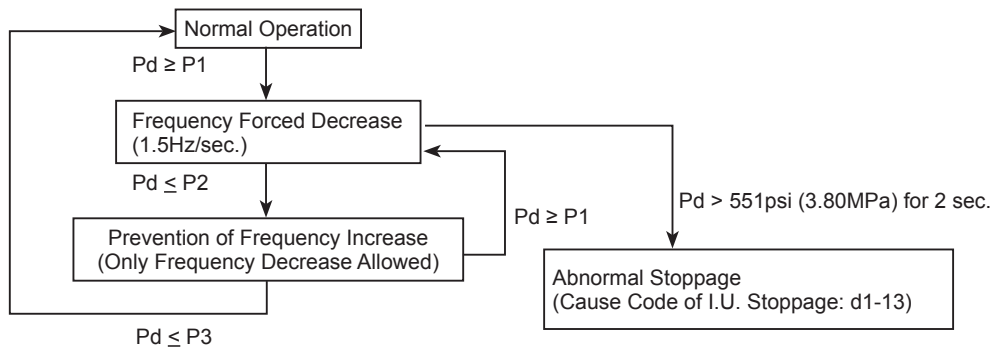 Normal Operation
Pd ≥ P1
Frequency Forced Decrease
(1.5Hz/sec.)
Pd ≤ P2
Pd ≥ P1
Pd > 551psi (3.80MPa) for 2 sec.
Prevention of Frequency Increase
(Only Frequency Decrease Allowed)
Abnormal Stoppage
(Cause Code of I.U. Stoppage: d1-13)
Pd ≤ P3